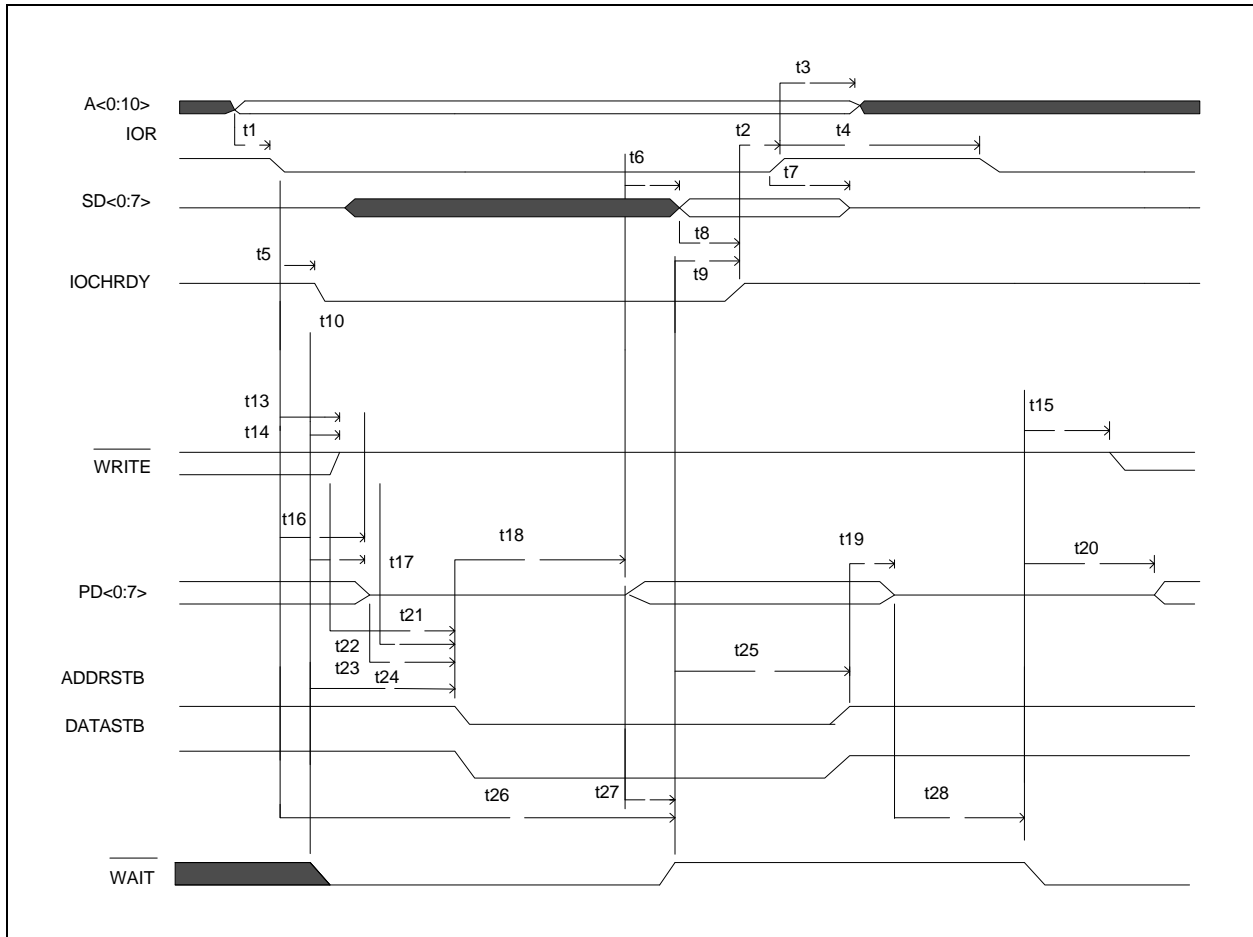 t3
A<0:10>
t1
t2
t4
IOR
t6
t7
SD<0:7>
t8
t5
t9
IOCHRDY
t10
t13
t15
t14
WRITE
t16
t18
t17
t19
t20
PD<0:7>
t21
t22
t23
t25
ADDRSTB
t24
DATASTB
t26
t27
t28
WAIT